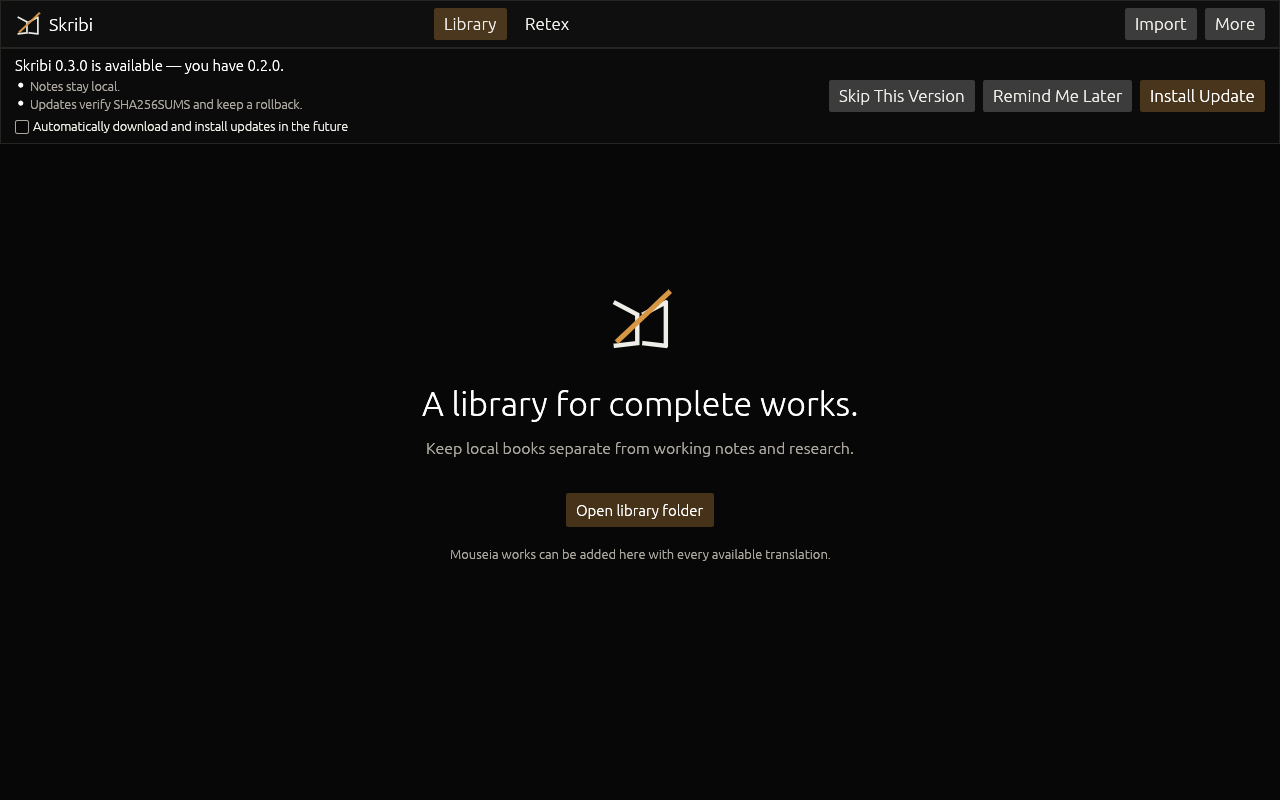 Skribi
Library
Retex
Import
More
Skribi 0.3.0 is available — you have 0.2.0.
• Notes stay local.
• Updates verify SHA256SUMS and keep a rollback.
Automatically download and install updates in the future
Skip This Version
Remind Me Later
Install Update
A library for complete works.
Keep local books separate from working notes and research.
Open library folder
Mouseia works can be added here with every available translation.